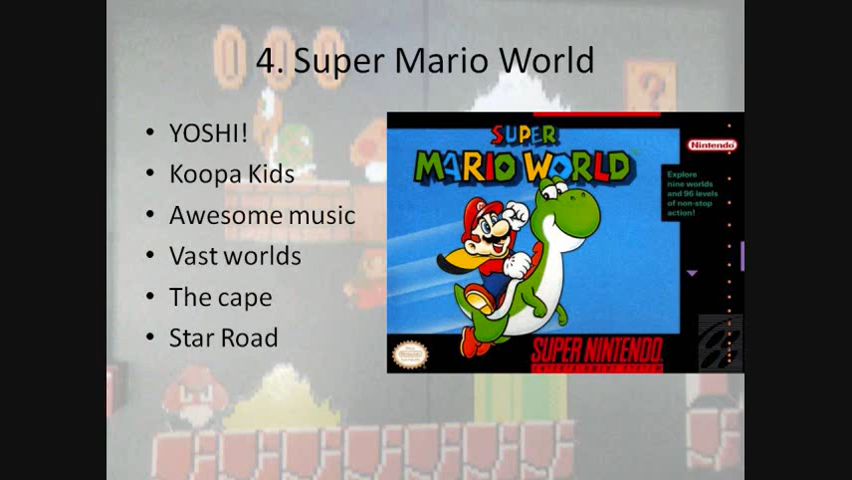 4. Super Mario World
• YOSHI!
• Koopa Kids
• Awesome music
• Vast worlds
• The cape
• Star Road
SUPER
MARIO WORLD
Nintendo
Explore
nine worlds
and 96 levels
of non-stop
action!
SUPER NINTENDO
ENTERTAINMENT SYSTEM